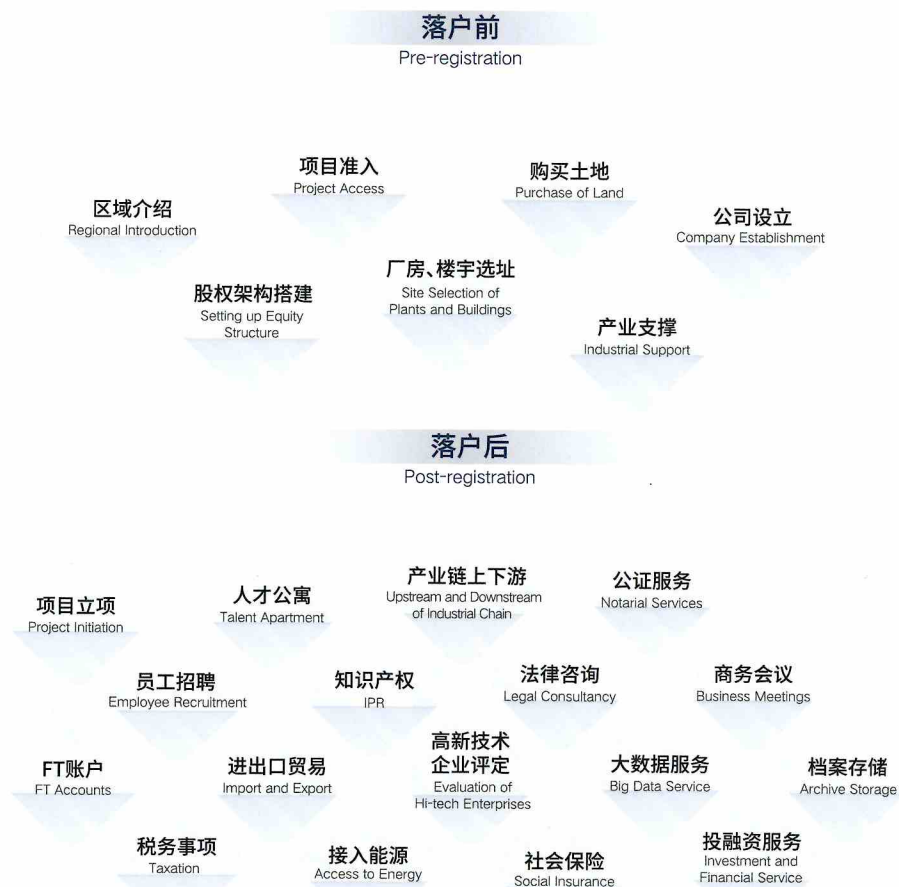 落户前
Pre-registration
项目准入
Project Access
购买土地
Purchase of Land
区域介绍
Regional Introduction
公司设立
Company Establishment
厂房、楼宇选址
Site Selection of
Plants and Buildings
股权架构搭建
Setting up Equity
Structure
产业支撑
Industrial Support
落户后
Post-registration
项目立项
Project Initiation
人才公寓
Talent Apartment
产业链上下游
Upstream and Downstream
of Industrial Chain
公证服务
Notarial Services
员工招聘
Employee Recruitment
知识产权
IPR
法律咨询
Legal Consultancy
商务会议
Business Meetings
FT账户
FT Accounts
进出口贸易
Import and Export
高新技术
企业评定
Evaluation of
Hi-tech Enterprises
大数据服务
Big Data Service
档案存储
Archive Storage
税务事项
Taxation
接入能源
Access to Energy
社会保险
Social Insurance
投融资服务
Investment and
Financial Service